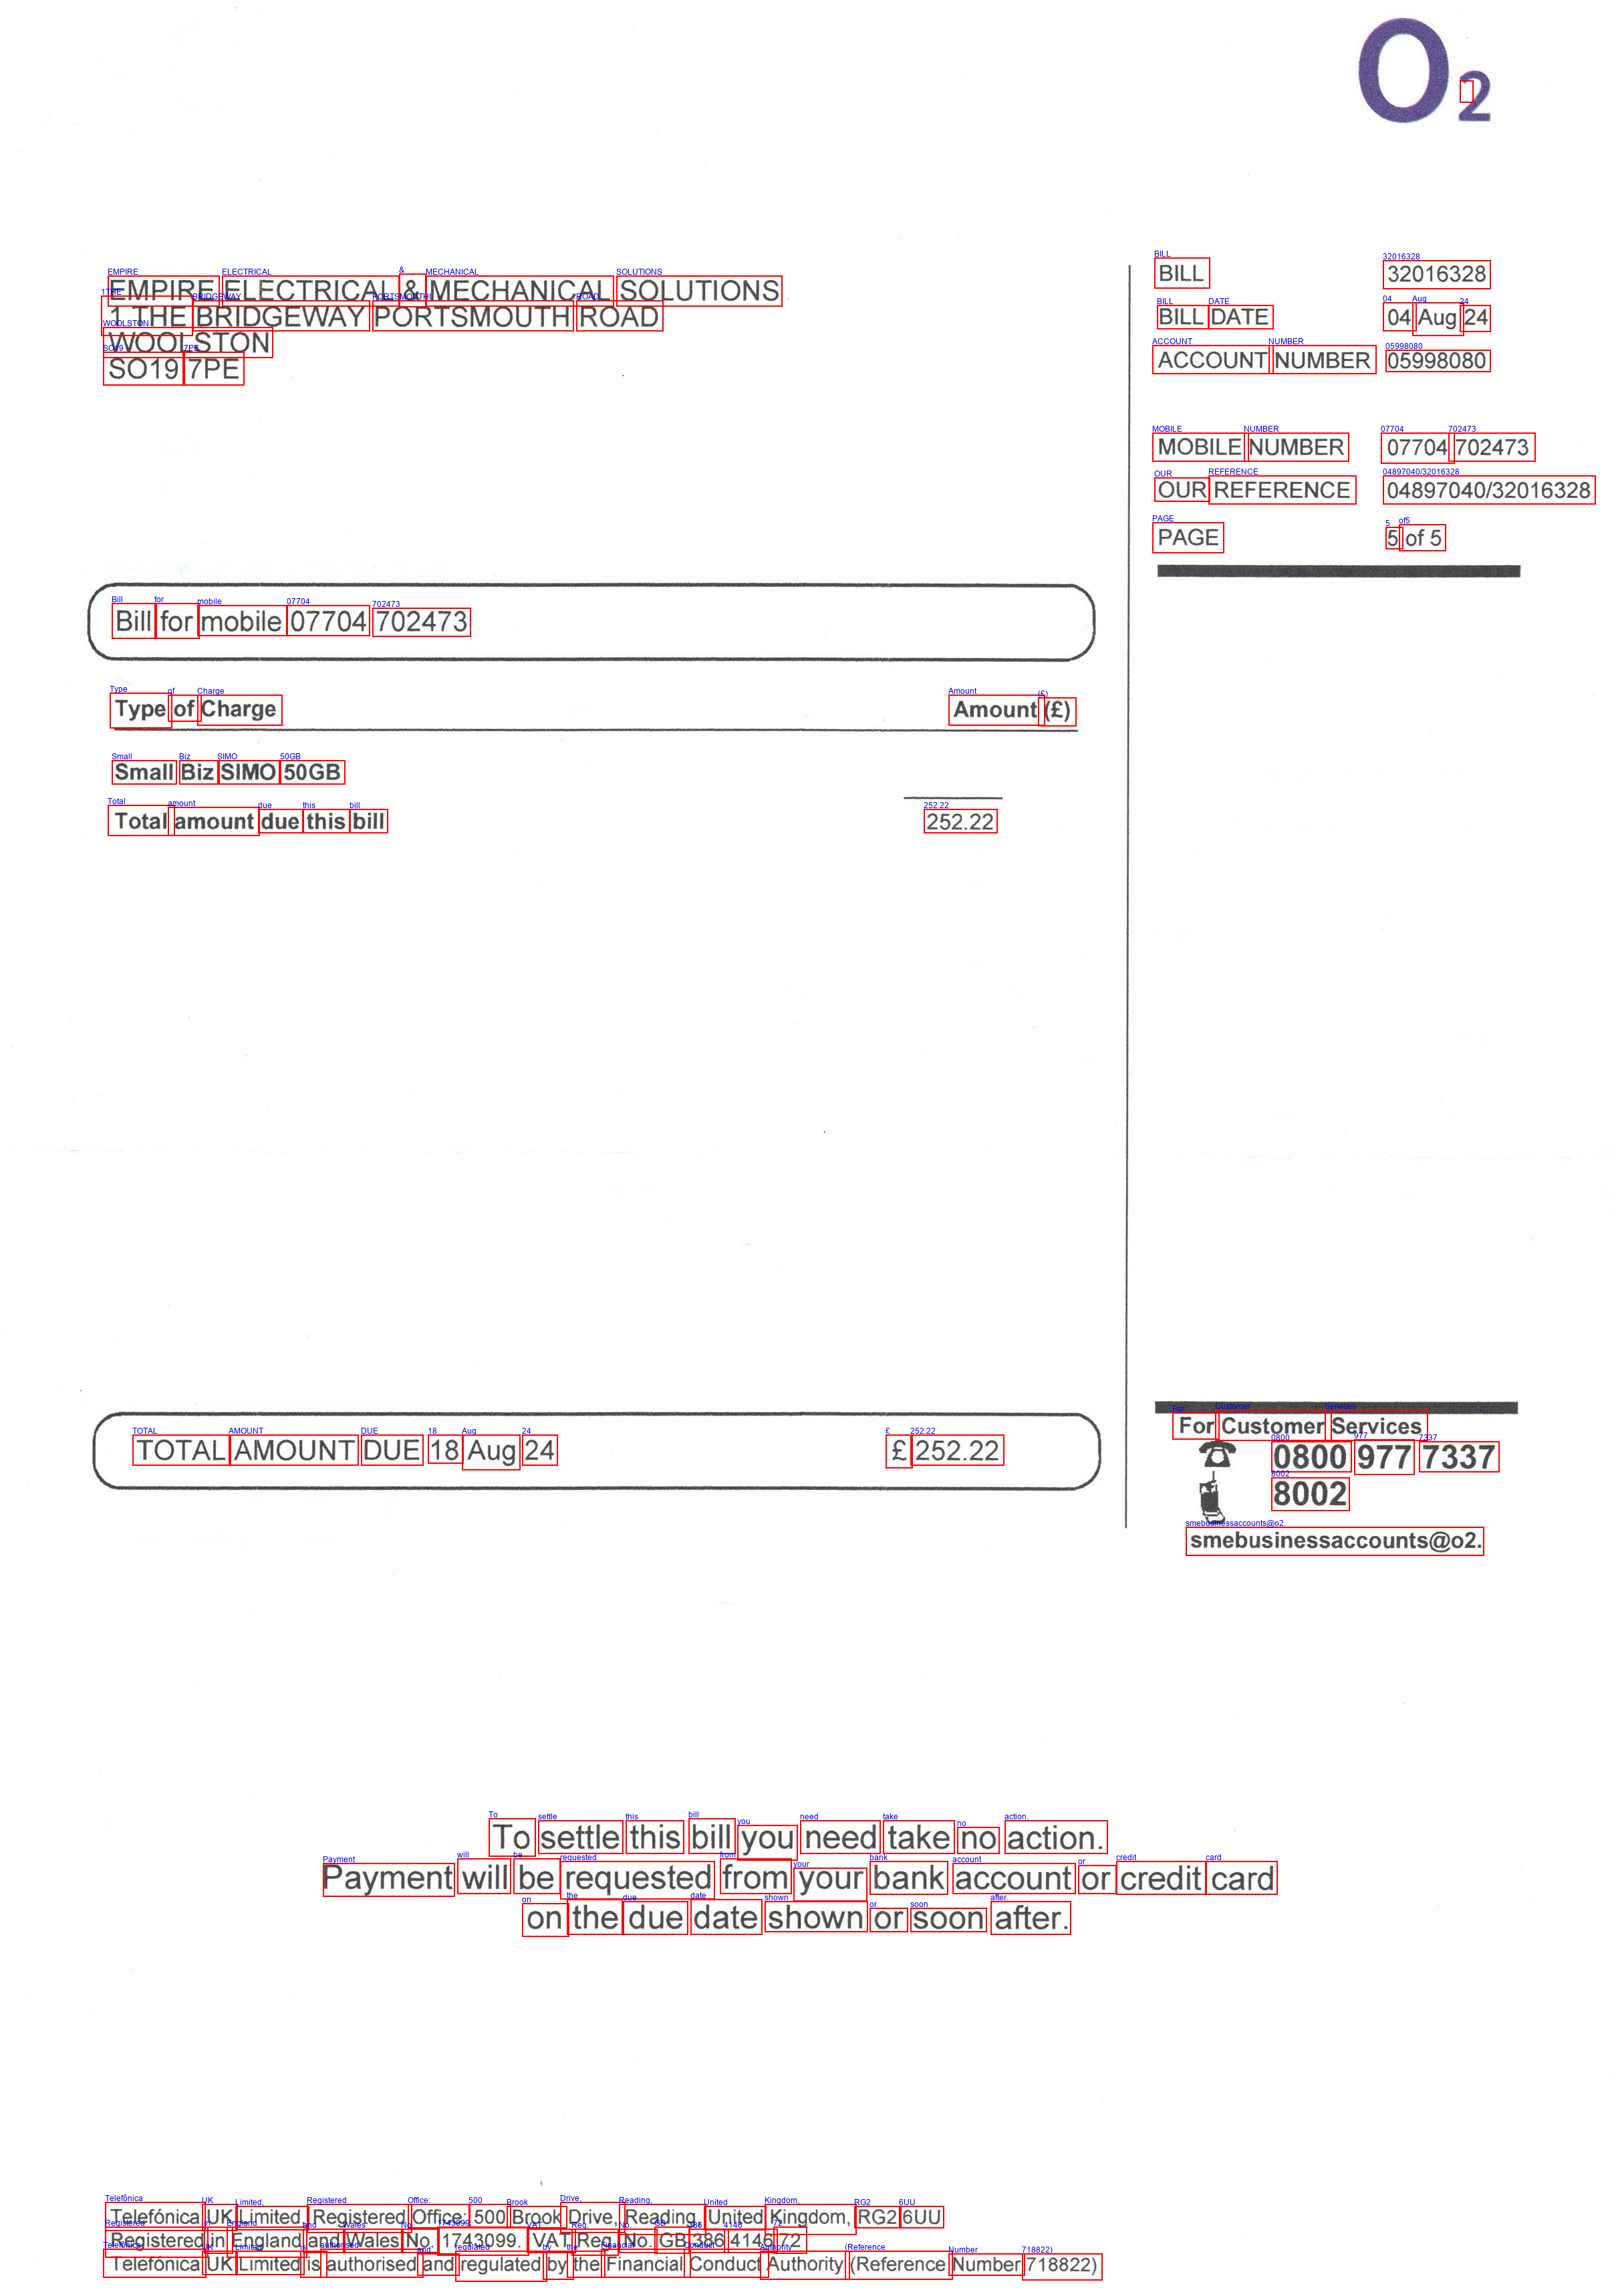 O2
EMPIRE ELECTRICAL & MECHANICAL SOLUTIONS
1 THE BRIDGEWAY PORTSMOUTH ROAD
WOOLSTON
SO19 7PE
BILL 32016328
BILL DATE 04 Aug 24
ACCOUNT NUMBER 05998080
MOBILE NUMBER 07704 702473
OUR REFERENCE 04897040/32016328
PAGE 5 of 5
Bill for mobile 07704 702473
Type of Charge Amount (£)
Small Biz SIMO 50GB
Total amount due this bill 252.22
TOTAL AMOUNT DUE 18 Aug 24 £ 252.22
For Customer Services
0800 977 7337
8002
smebusinessaccounts@o2.
To settle this bill you need take no action.
Payment will be requested from your bank account or credit card
on the due date shown or soon after.
Telefónica UK Limited, Registered Office: 500 Brook Drive, Reading, United Kingdom, RG2 6UU
Registered in England and Wales No. 1743099. VAT Reg. No. GB 386 4146 72
Telefónica UK Limited is authorised and regulated by the Financial Conduct Authority (Reference Number 718822)